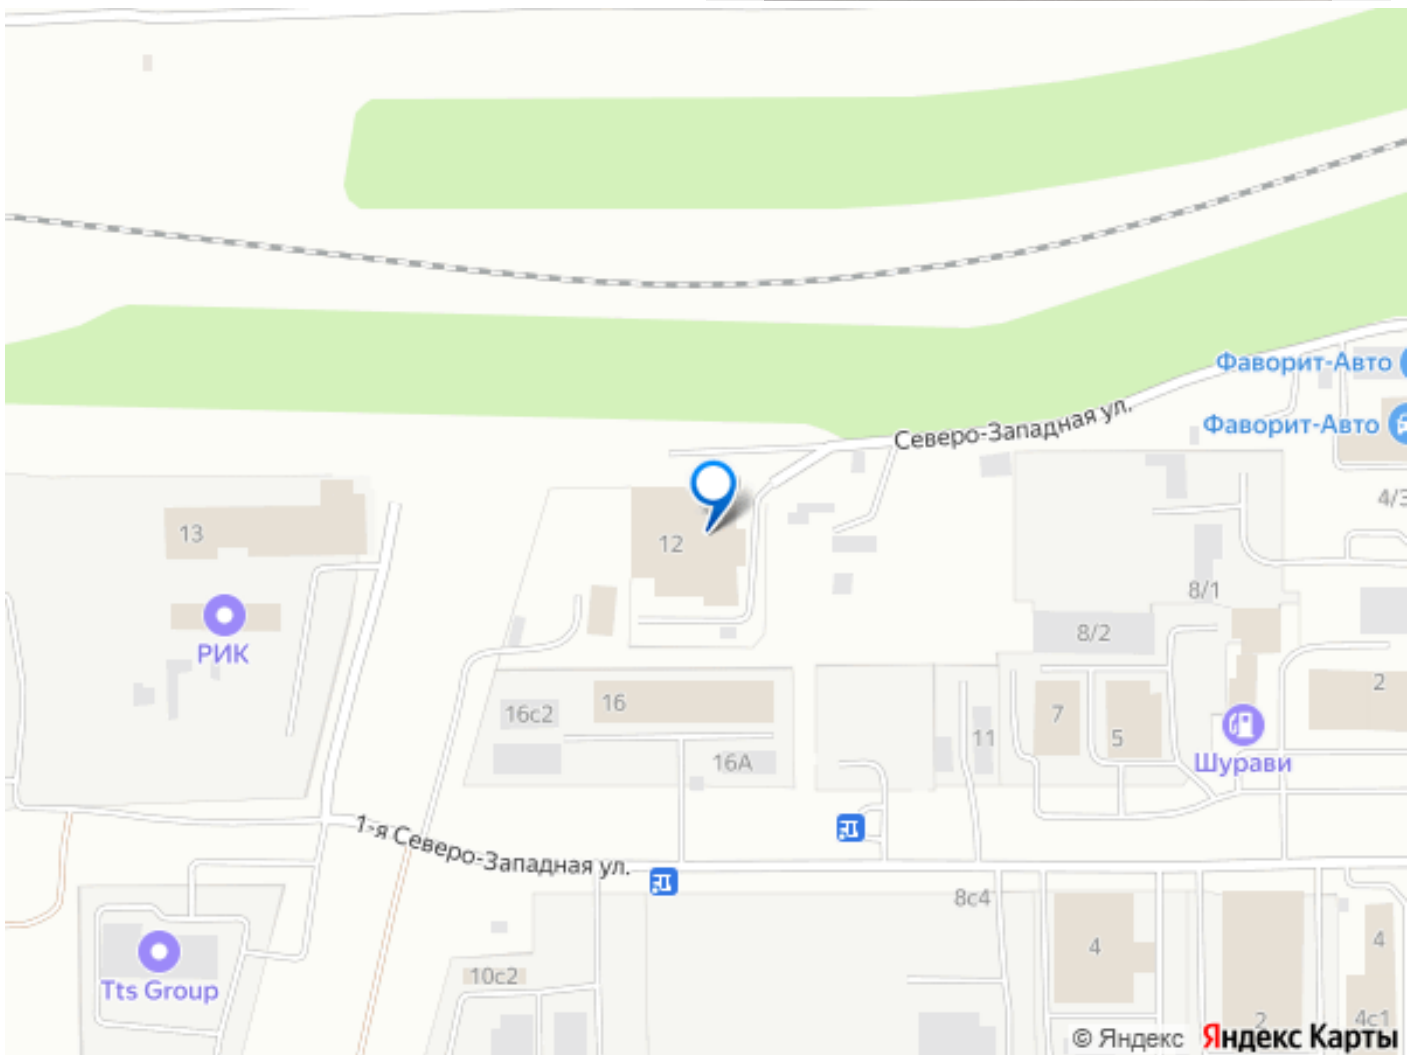 Фаворит-Авто
Северо-Западная ул.
Фаворит-Авто
4/3
13
12
8/1
РИК
8/2
16с2
16
7
5
11
2
16А
Шурави
1-я Северо-Западная ул.
8с4
4
4
Tts Group
10с2
2
4с1
© Яндекс Яндекс Карты